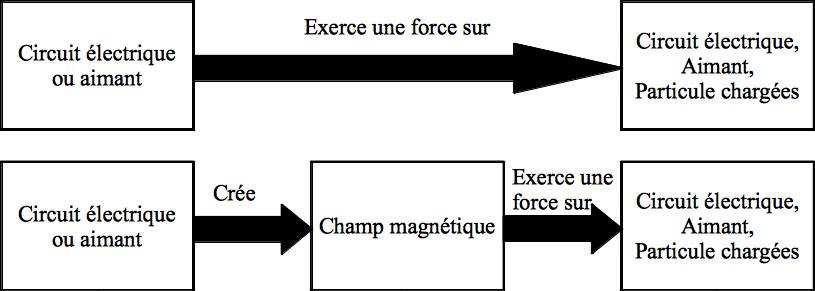 Exerce une force sur
Circuit électrique
ou aimant
Circuit électrique,
Aimant,
Particule chargées
Circuit électrique
ou aimant
Crée
Champ magnétique
Exerce une
force sur
Circuit électrique,
Aimant,
Particule chargées